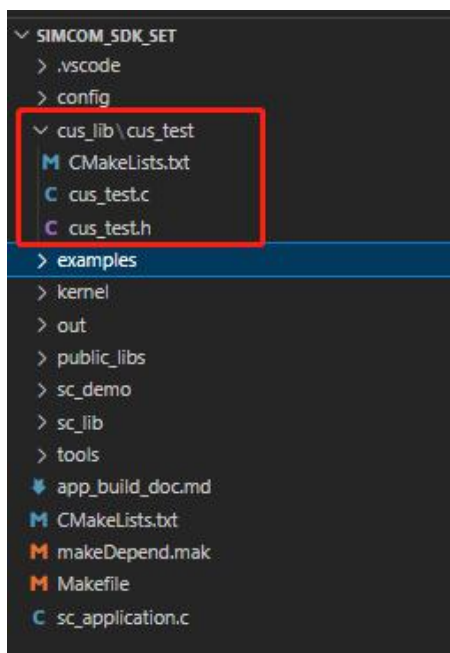 SIMCOM_SDK_SET
.vscode
config
cus_lib\cus_test
CMakeLists.txt
cus_test.c
cus_test.h
examples
kernel
out
public_libs
sc_demo
sc_lib
tools
app_build_doc.md
CMakeLists.txt
makeDepend.mak
Makefile
sc_application.c